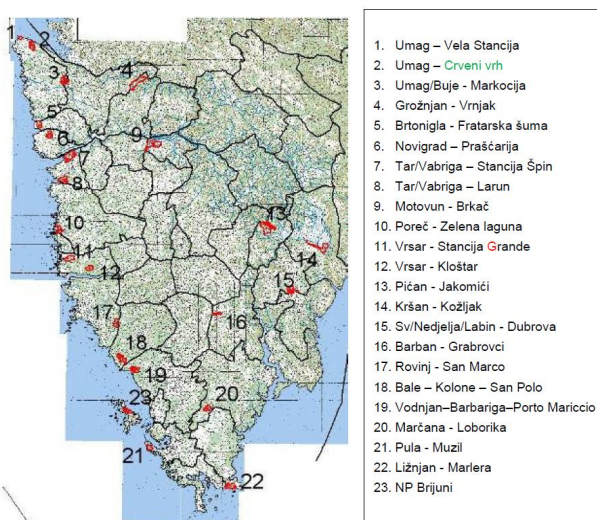 1
2
3
4
5
6
7
8
9
10
11
12
13
14
15
16
17
18
19
20
21
22
23
1. Umag – Vela Stancija
2. Umag – Crveni vrh
3. Umag/Buje - Markocija
4. Grožnjan - Vrnjak
5. Brtonigla - Fratarska šuma
6. Novigrad – Prašćarija
7. Tar/Vabriga – Stancija Špin
8. Tar/Vabriga – Larun
9. Motovun - Brkač
10. Poreč - Zelena laguna
11. Vrsar - Stancija Grande
12. Vrsar - Kloštar
13. Pićan - Jakomići
14. Kršan - Kožljak
15. Sv/Nedjelja/Labin - Dubrova
16. Barban - Grabrovci
17. Rovinj - San Marco
18. Bale – Kolone – San Polo
19. Vodnjan–Barbariga–Porto Mariccio
20. Marčana - Loborika
21. Pula - Muzil
22. Ližnjan - Marlera
23. NP Brijuni